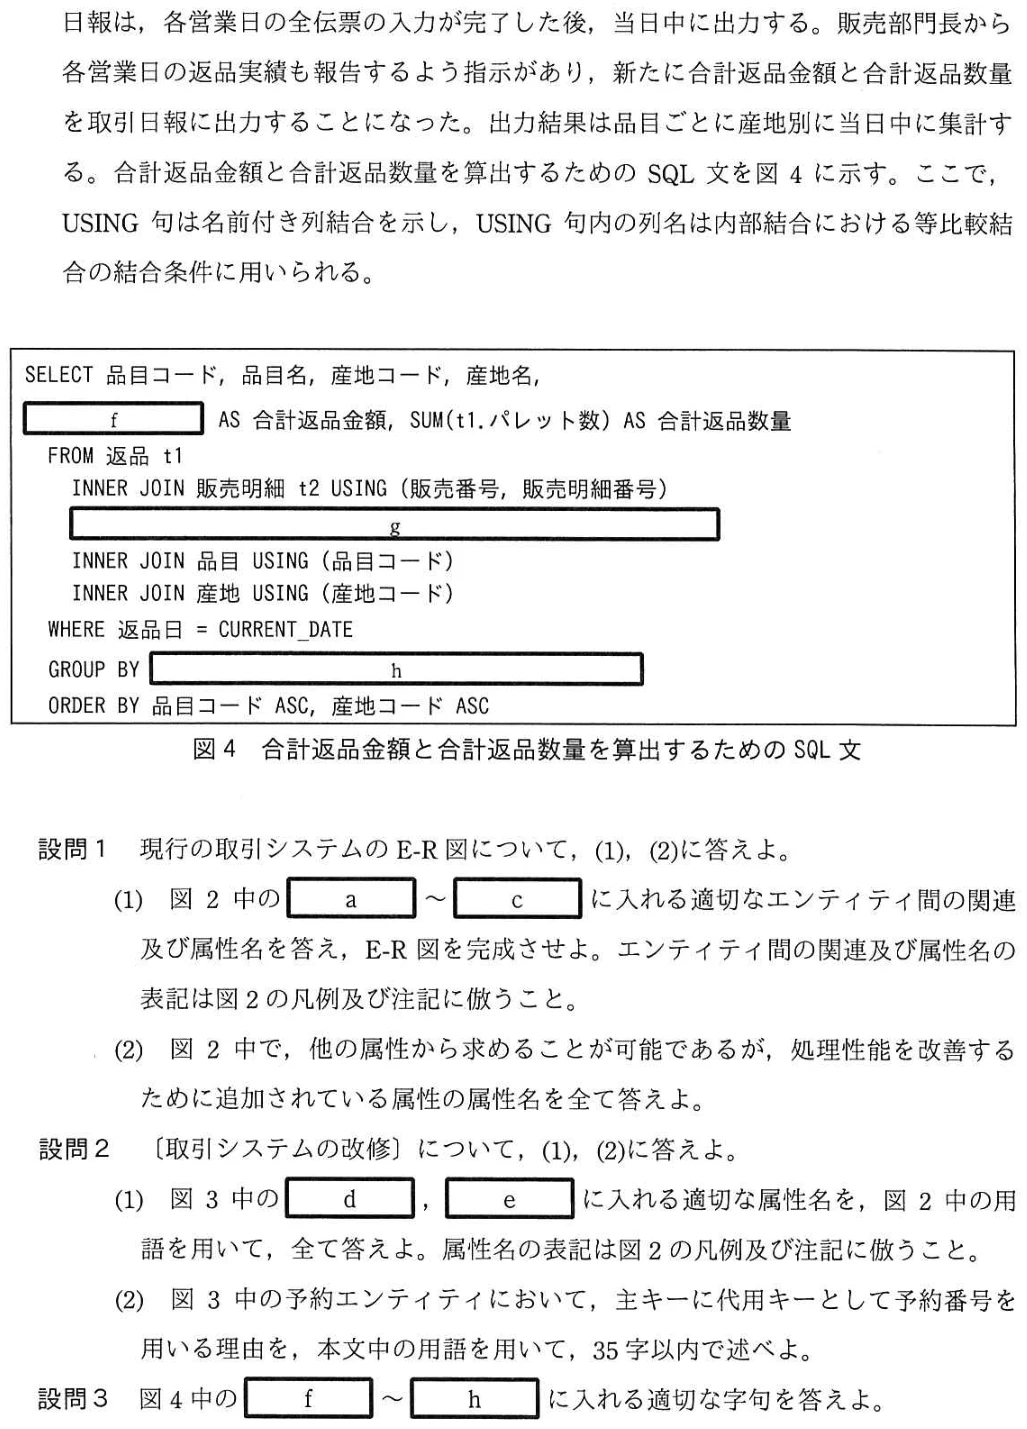 日報は，各営業日の全伝票の入力が完了した後，当日中に出力する。販売部門長から
各営業日の返品実績も報告するよう指示があり，新たに合計返品金額と合計返品数量
を取引日報に出力することになった。出力結果は品目ごとに産地別に当日中に集計す
る。合計返品金額と合計返品数量を算出するための SQL 文を図 4 に示す。ここで，
USING 句は名前付き列結合を示し，USING 句内の列名は内部結合における等比較結
合の結合条件に用いられる。
SELECT 品目コード, 品目名, 産地コード, 産地名,
f AS 合計返品金額, SUM(t1.パレット数) AS 合計返品数量
FROM 返品 t1
INNER JOIN 販売明細 t2 USING (販売番号, 販売明細番号)
g
INNER JOIN 品目 USING (品目コード)
INNER JOIN 産地 USING (産地コード)
WHERE 返品日 = CURRENT_DATE
GROUP BY h
ORDER BY 品目コード ASC, 産地コード ASC
図 4　合計返品金額と合計返品数量を算出するための SQL 文
設問 1　現行の取引システムの E-R 図について，(1)，(2)に答えよ。
(1)　図 2 中の a ～ c に入れる適切なエンティティ間の関連
及び属性名を答え，E-R 図を完成させよ。エンティティ間の関連及び属性名の
表記は図 2 の凡例及び注記に倣うこと。
(2)　図 2 中で，他の属性から求めることが可能であるが，処理性能を改善する
ために追加されている属性の属性名を全て答えよ。
設問 2　〔取引システムの改修〕について，(1)，(2)に答えよ。
(1)　図 3 中の d ， e に入れる適切な属性名を，図 2 中の用
語を用いて，全て答えよ。属性名の表記は図 2 の凡例及び注記に倣うこと。
(2)　図 3 中の予約エンティティにおいて，主キーに代用キーとして予約番号を
用いる理由を，本文中の用語を用いて，35 字以内で述べよ。
設問 3　図 4 中の f ～ h に入れる適切な字句を答えよ。